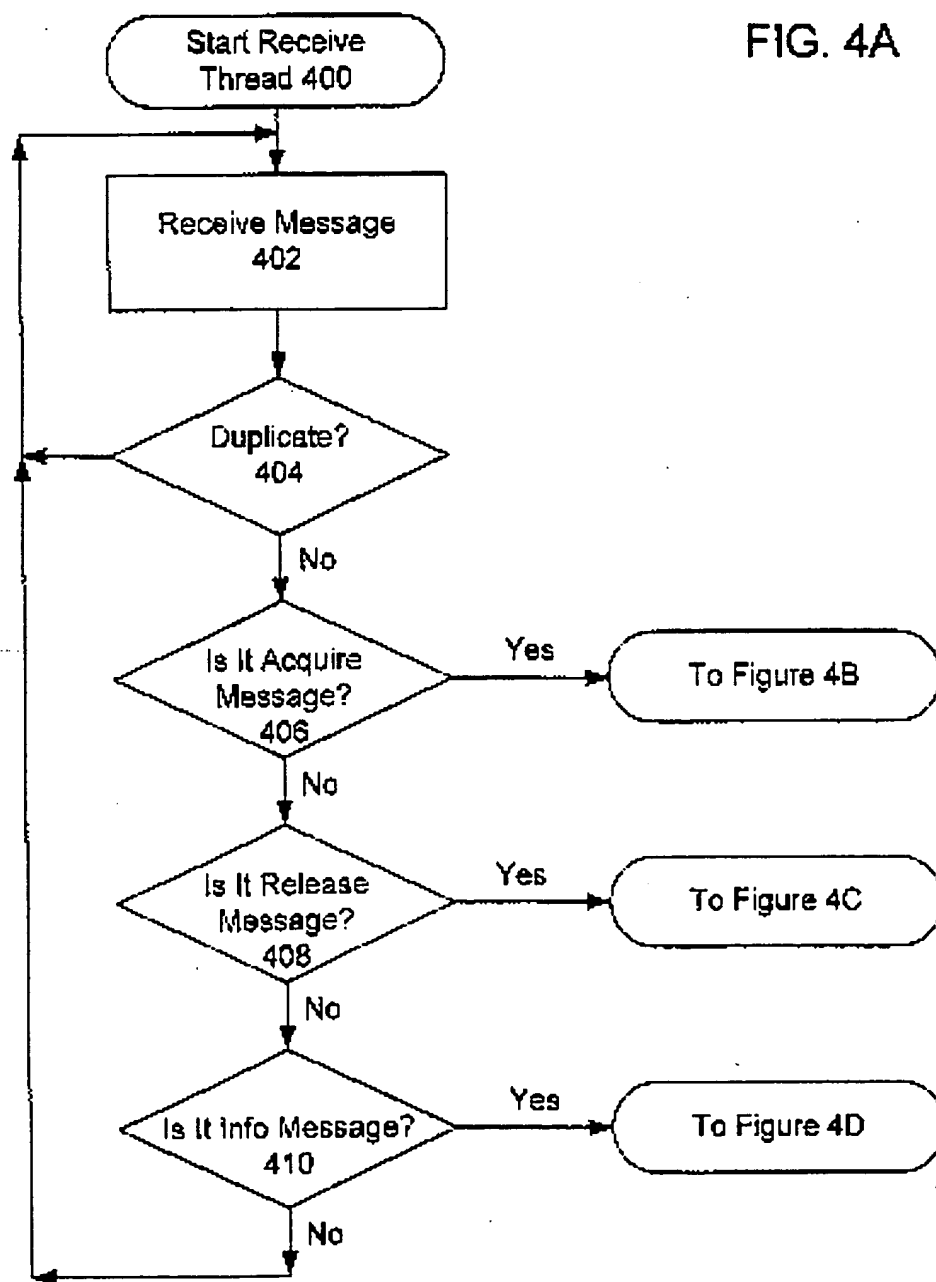 FIG. 4A
Start Receive
Thread 400
Receive Message
402
Duplicate?
404
No
Is It Acquire
Message?
406
Yes
To Figure 4B
No
Is It Release
Message?
408
Yes
To Figure 4C
No
Is It Info Message?
410
Yes
To Figure 4D
No